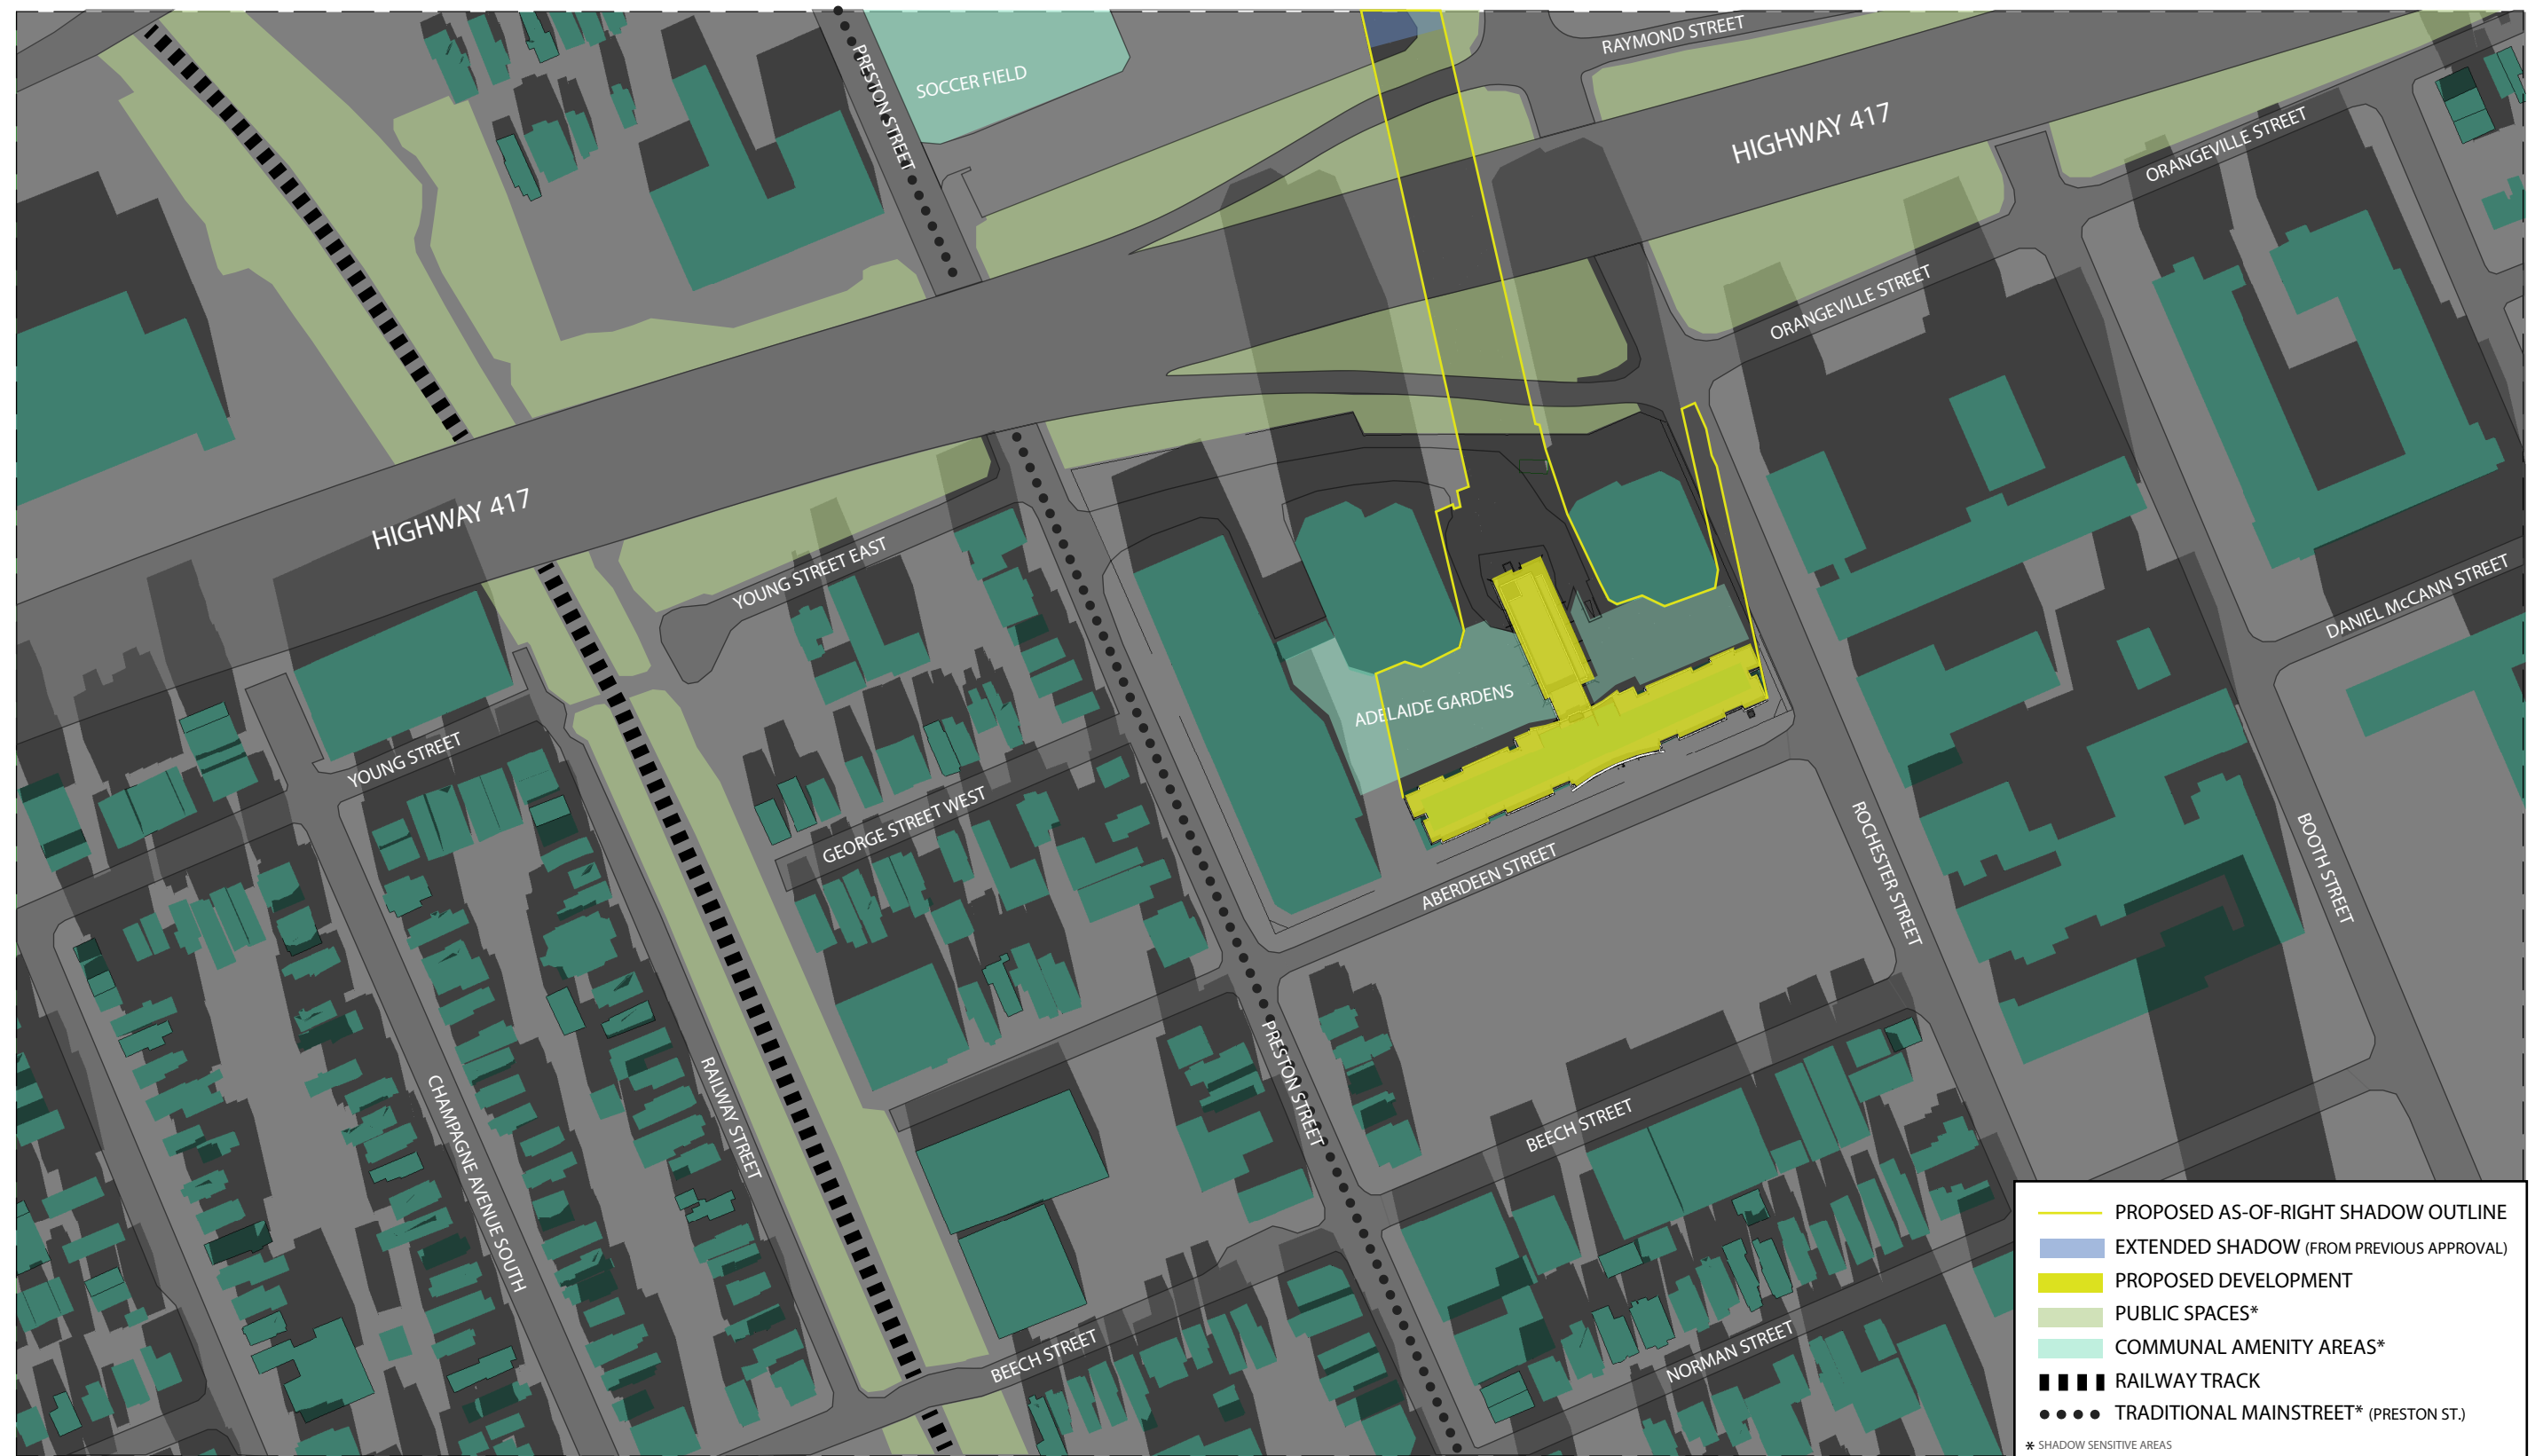 RAYMOND STREET
PRESTON STREET
SOCCER FIELD
HIGHWAY 417
ORANGEVILLE STREET
ORANGEVILLE STREET
HIGHWAY 417
YOUNG STREET EAST
DANIEL McCANN STREET
ADELAIDE GARDENS
YOUNG STREET
GEORGE STREET WEST
ABERDEEN STREET
ROCHESTER STREET
BOOTH STREET
PRESTON STREET
RAILWAY STREET
CHAMPAGNE AVENUE SOUTH
BEECH STREET
BEECH STREET
NORMAN STREET
PROPOSED AS-OF-RIGHT SHADOW OUTLINE
EXTENDED SHADOW (FROM PREVIOUS APPROVAL)
PROPOSED DEVELOPMENT
PUBLIC SPACES*
COMMUNAL AMENITY AREAS*
RAILWAY TRACK
TRADITIONAL MAINSTREET* (PRESTON ST.)
* SHADOW SENSITIVE AREAS